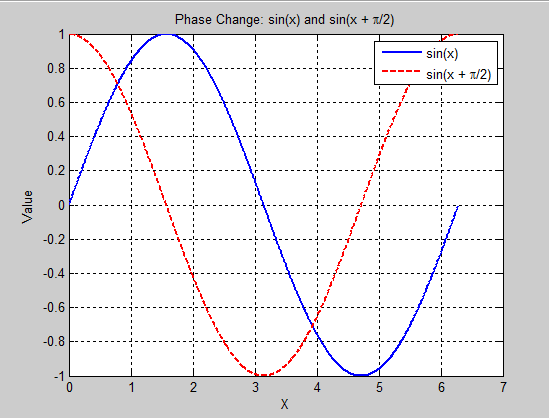 Phase Change: sin(x) and sin(x + π/2)
sin(x)
sin(x + π/2)
Value
1
0.8
0.6
0.4
0.2
0
-0.2
-0.4
-0.6
-0.8
-1
0 1 2 3 4 5 6 7
X